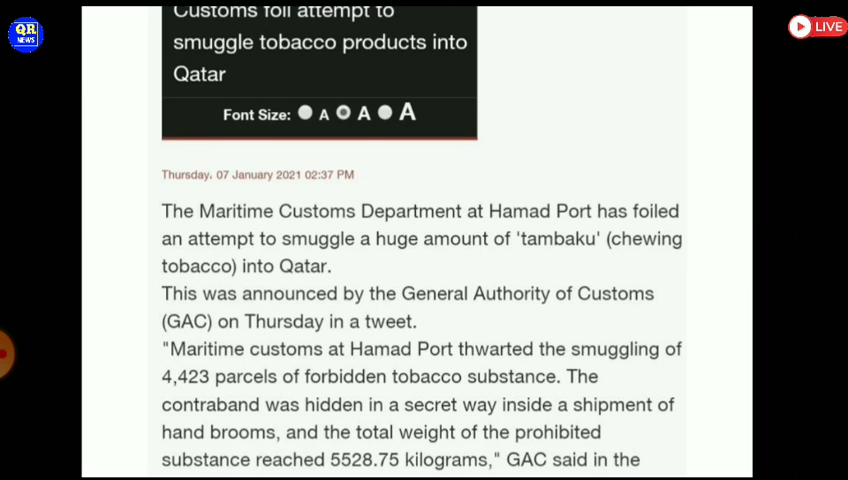 QR
NEWS
LIVE
Customs foil attempt to
smuggle tobacco products into
Qatar
Font Size: A A A
Thursday, 07 January 2021 02:37 PM
The Maritime Customs Department at Hamad Port has foiled
an attempt to smuggle a huge amount of 'tambaku' (chewing
tobacco) into Qatar.
This was announced by the General Authority of Customs
(GAC) on Thursday in a tweet.
"Maritime customs at Hamad Port thwarted the smuggling of
4,423 parcels of forbidden tobacco substance. The
contraband was hidden in a secret way inside a shipment of
hand brooms, and the total weight of the prohibited
substance reached 5528.75 kilograms," GAC said in the